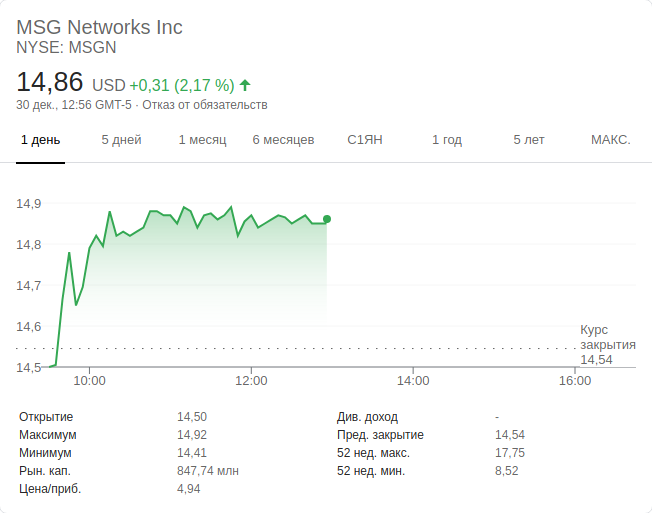 MSG Networks Inc
NYSE: MSGN
14,86 USD +0,31 (2,17 %)
30 дек., 12:56 GMT-5 · Отказ от обязательств
1 день 5 дней 1 месяц 6 месяцев С1ЯН 1 год 5 лет МАКС.
14,9
14,8
14,7
14,6
14,5
Курс
закрытия
14,54
10:00 12:00 14:00 16:00
Открытие 14,50
Максимум 14,92
Минимум 14,41
Рын. кап. 847,74 млн
Цена/приб. 4,94
Див. доход -
Пред. закрытие 14,54
52 нед. макс. 17,75
52 нед. мин. 8,52